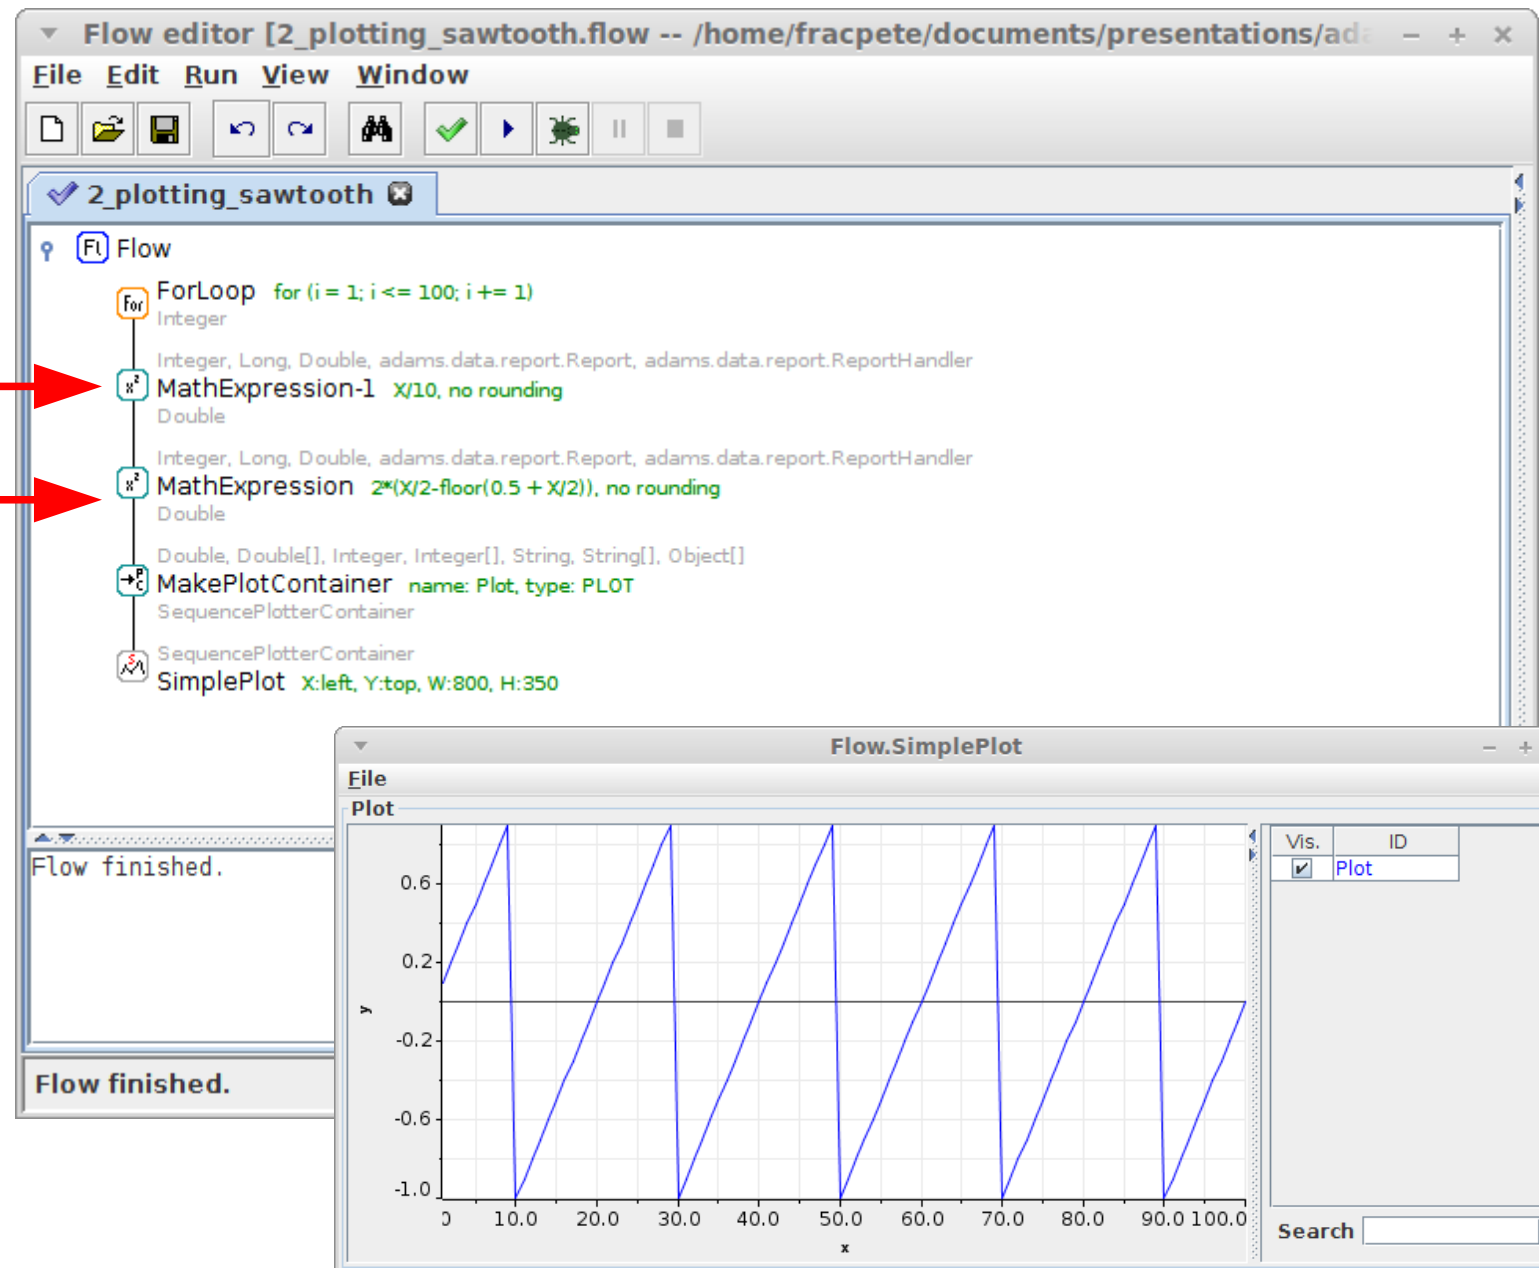 Flow editor [2_plotting_sawtooth.flow -- /home/fracpete/documents/presentations/ada
File Edit Run View Window
2_plotting_sawtooth
Fl Flow
For ForLoop for (i = 1; i <= 100; i += 1)
Integer
Integer, Long, Double, adams.data.report.Report, adams.data.report.ReportHandler
x² MathExpression-1 X/10, no rounding
Double
Integer, Long, Double, adams.data.report.Report, adams.data.report.ReportHandler
x² MathExpression 2*(X/2-floor(0.5 + X/2)), no rounding
Double
Double, Double[], Integer, Integer[], String, String[], Object[]
MakePlotContainer name: Plot, type: PLOT
SequencePlotterContainer
SequencePlotterContainer
SimplePlot X:left, Y:top, W:800, H:350
Flow finished.
Flow finished.
Flow.SimplePlot
File
Plot
0.6
0.2
-0.2
-0.6
-1.0
y
10.0 20.0 30.0 40.0 50.0 60.0 70.0 80.0 90.0 100.0
x
Vis. ID
Plot
Search